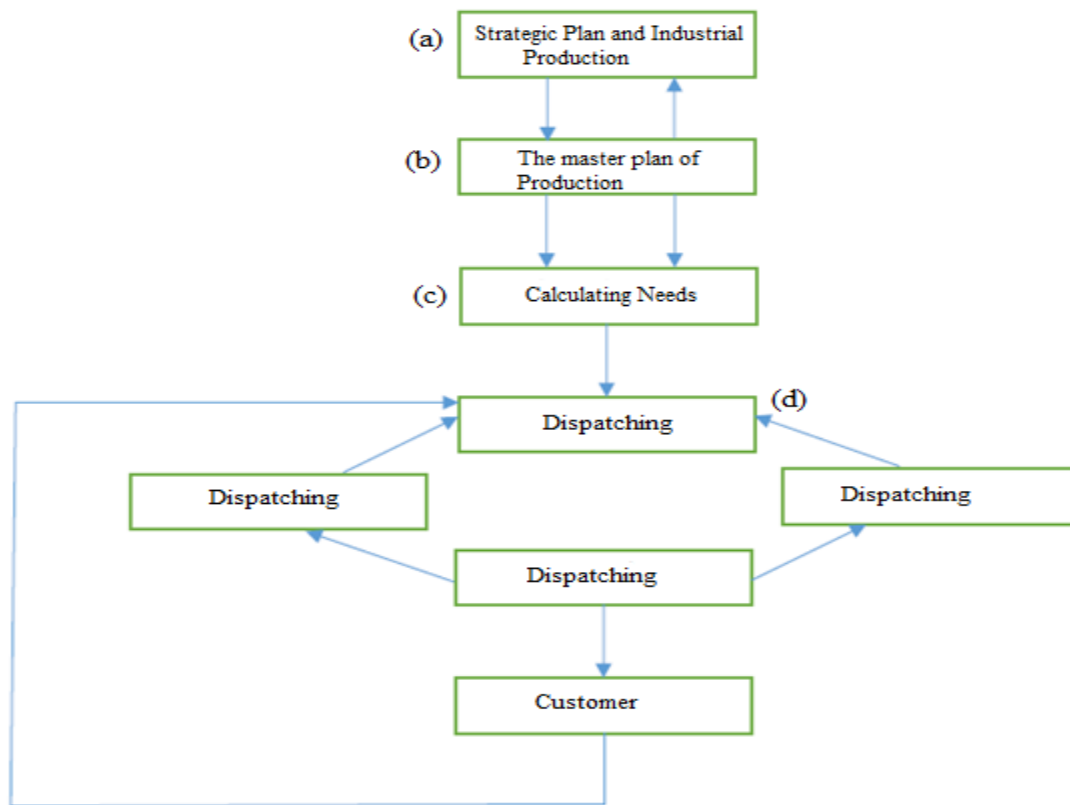 (a)
Strategic Plan and Industrial
Production
(b)
The master plan of
Production
(c)
Calculating Needs
(d)
Dispatching
Dispatching
Dispatching
Dispatching
Customer